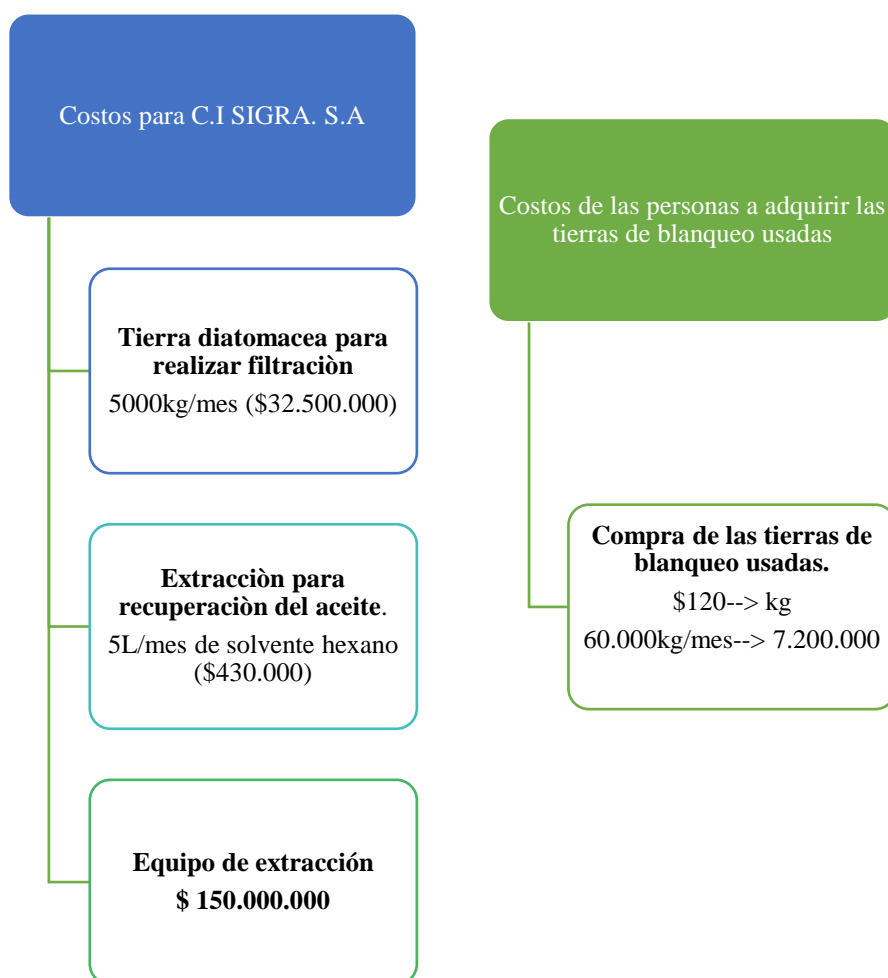 Costos para C.I SIGRA. S.A
Tierra diatomacea para
realizar filtraciòn
5000kg/mes ($32.500.000)
Extracciòn para
recuperaciòn del aceite.
5L/mes de solvente hexano
($430.000)
Equipo de extracción
$ 150.000.000
Costos de las personas a adquirir las
tierras de blanqueo usadas
Compra de las tierras de
blanqueo usadas.
$120--> kg
60.000kg/mes--> 7.200.000